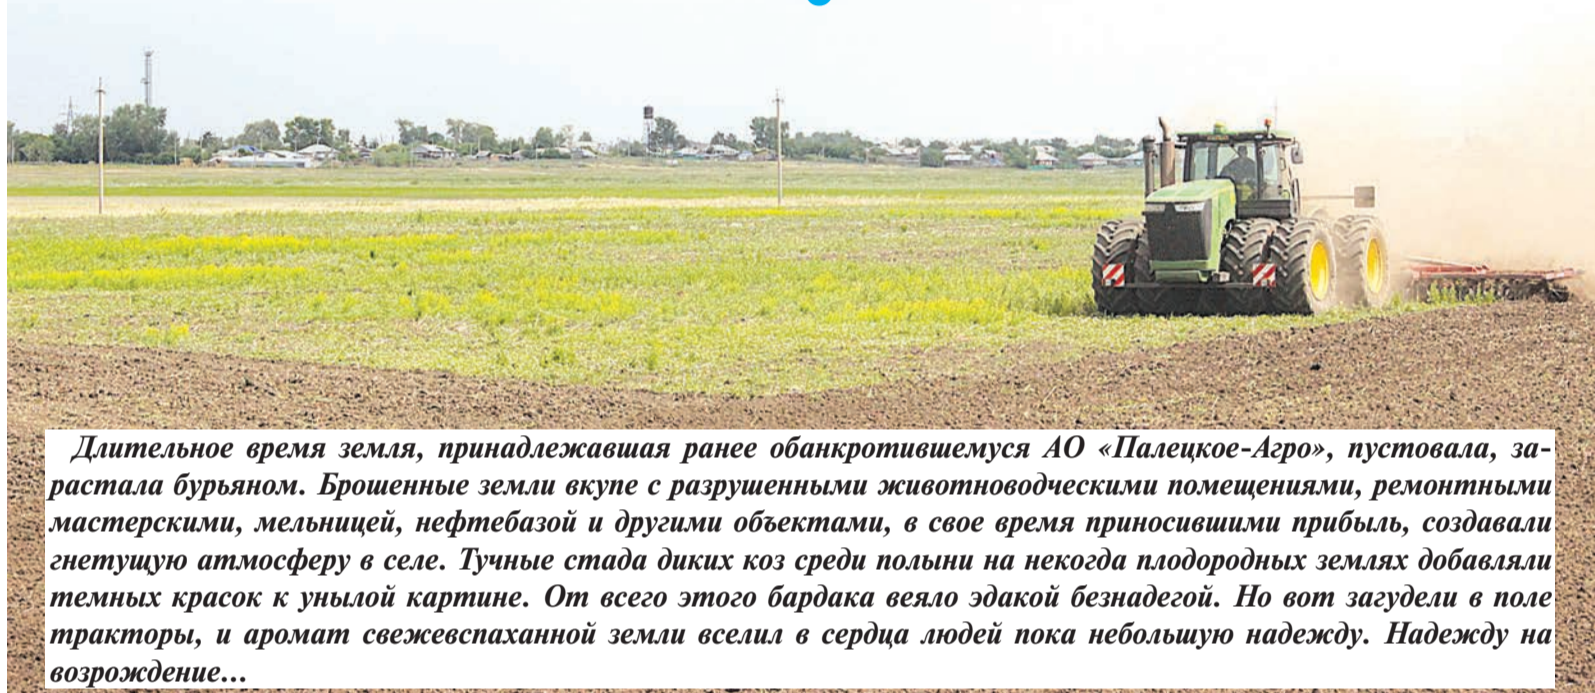 Длительное время земля, принадлежавшая ранее обанкротившемуся АО «Палецкое-Агро», пустовала, за-
растала бурьяном. Брошенные земли вкупе с разрушенными животноводческими помещениями, ремонтными
мастерскими, мельницей, нефтебазой и другими объектами, в свое время приносившими прибыль, создавали
гнетущую атмосферу в селе. Тучные стада диких коз среди полыни на некогда плодородных землях добавляли
темных красок к унылой картине. От всего этого бардака веяло эдакой безнадегой. Но вот загудели в поле
тракторы, и аромат свежевспаханной земли вселил в сердца людей пока небольшую надежду. Надежду на
возрождение...